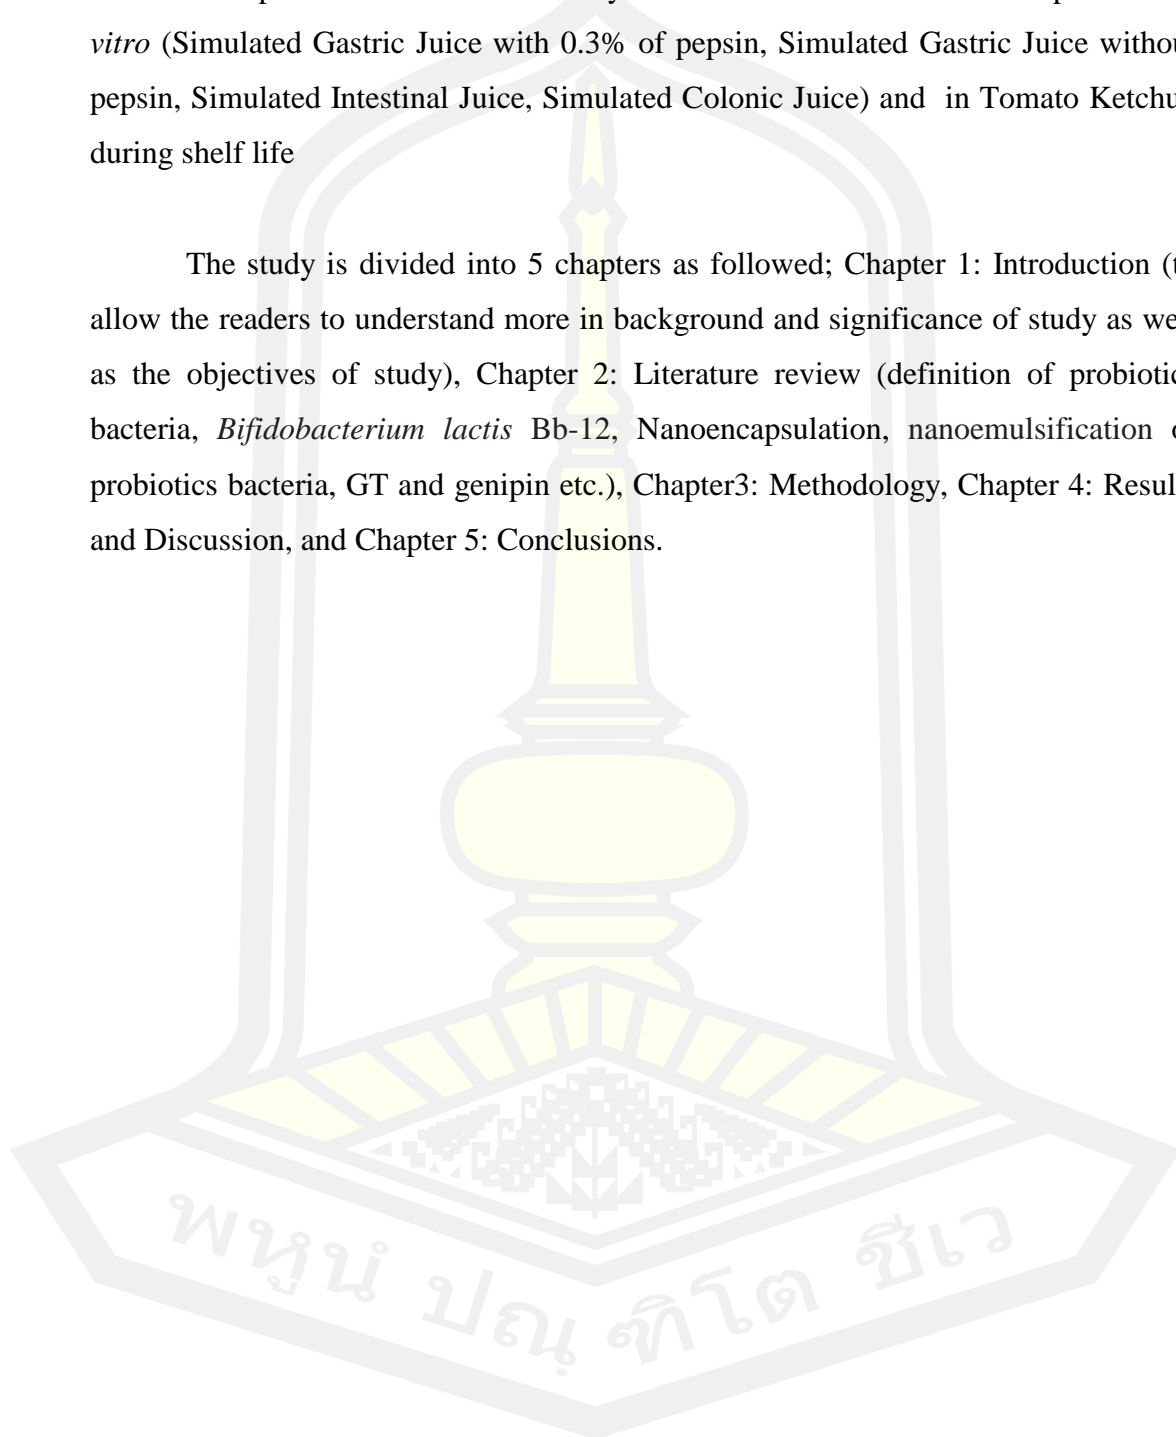 vitro (Simulated Gastric Juice with 0.3% of pepsin, Simulated Gastric Juice
pepsin, Simulated Intestinal Juice, Simulated Colonic Juice) and in Tomato
during shelf life
The study is divided into 5 chapters as followed; Chapter 1: Introduction
allow the readers to understand more in background and significance of study as
as the objectives of study), Chapter 2: Literature review (definition of
bacteria, Bifidobacterium lactis Bb-12, Nanoencapsulation, nanoemulsification
probiotics bacteria, GT and genipin etc.), Chapter3: Methodology, Chapter 4:
and Discussion, and Chapter 5: Conclusions.
พหูนํ ปณฺฑิโต ชีเว